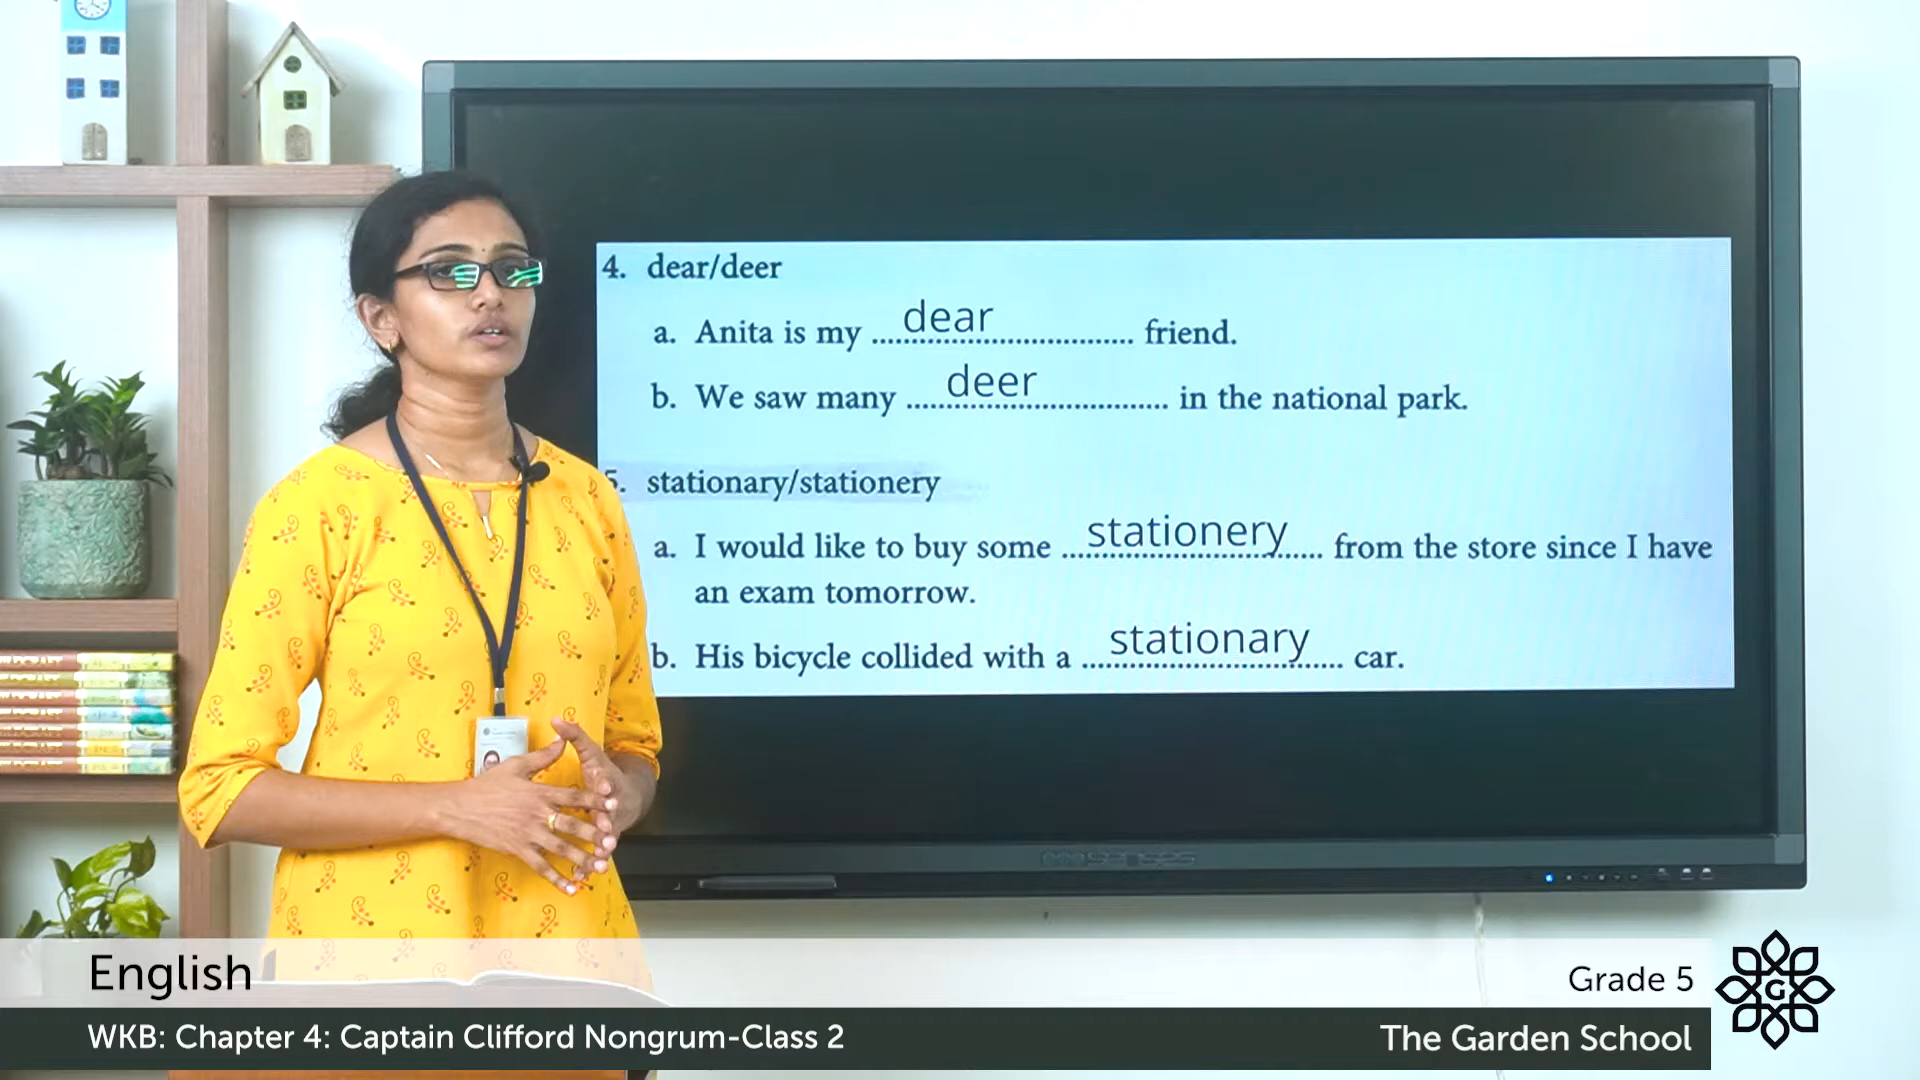 4. dear/deer
a. Anita is my dear friend.
b. We saw many deer in the national park.
5. stationary/stationery
a. I would like to buy some stationery from the store since I have
an exam tomorrow.
b. His bicycle collided with a stationary car.
English
Grade 5
WKB: Chapter 4: Captain Clifford Nongrum-Class 2
The Garden School
G